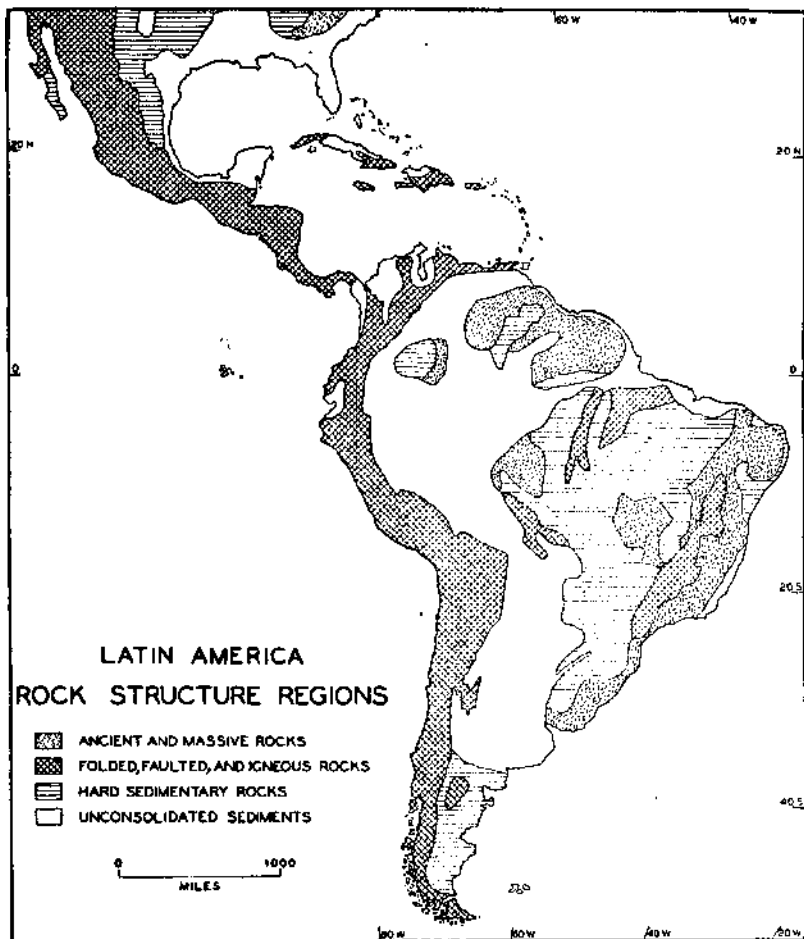 60 W
40 W
20 N
20 N
0
0
20.S
40.S
LATIN AMERICA
ROCK STRUCTURE REGIONS
ANCIENT AND MASSIVE ROCKS
FOLDED, FAULTED, AND IGNEOUS ROCKS
HARD SEDIMENTARY ROCKS
UNCONSOLIDATED SEDIMENTS
0
1000
MILES
80 W
60 W
40 W
20 W